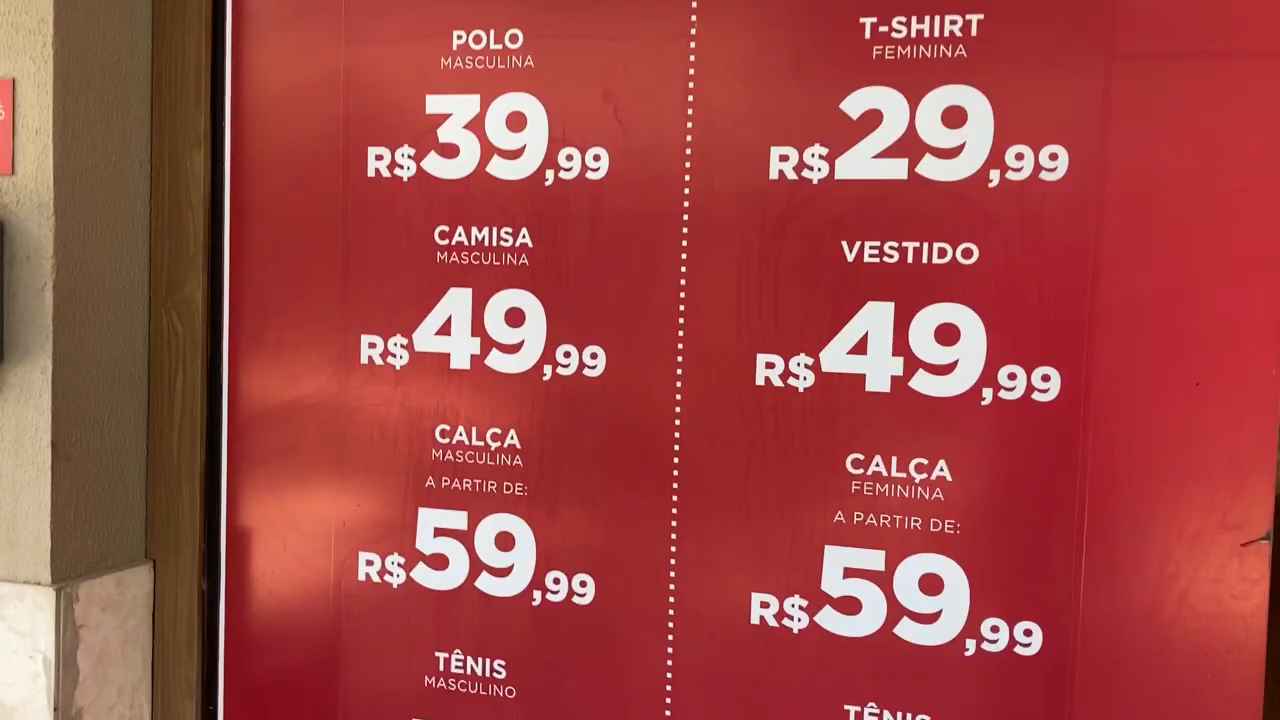 POLO
MASCULINA
R$39,99
CAMISA
MASCULINA
R$49,99
CALÇA
MASCULINA
A PARTIR DE:
R$59,99
TÊNIS
MASCULINO
T-SHIRT
FEMININA
R$29,99
VESTIDO
R$49,99
CALÇA
FEMININA
A PARTIR DE:
R$59,99
TÊNIS